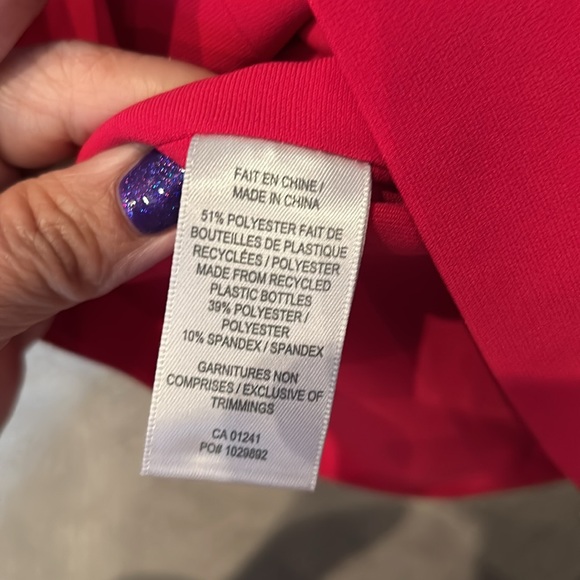 FAIT EN CHINE /
MADE IN CHINA
51% POLYESTER FAIT DE
BOUTEILLES DE PLASTIQUE
RECYCLÉES / POLYESTER
MADE FROM RECYCLED
PLASTIC BOTTLES
39% POLYESTER /
POLYESTER
10% SPANDEX / SPANDEX
GARNITURES NON
COMPRISES / EXCLUSIVE OF
TRIMMINGS
CA 01241
PO# 1029892